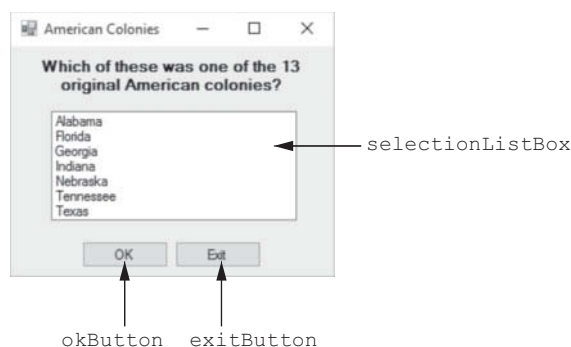 American Colonies
Which of these was one of the 13
original American colonies?
Alabama
Florida
Georgia
Indiana
Nebraska
Tennessee
Texas
selectionListBox
OK
Exit
okButton
exitButton